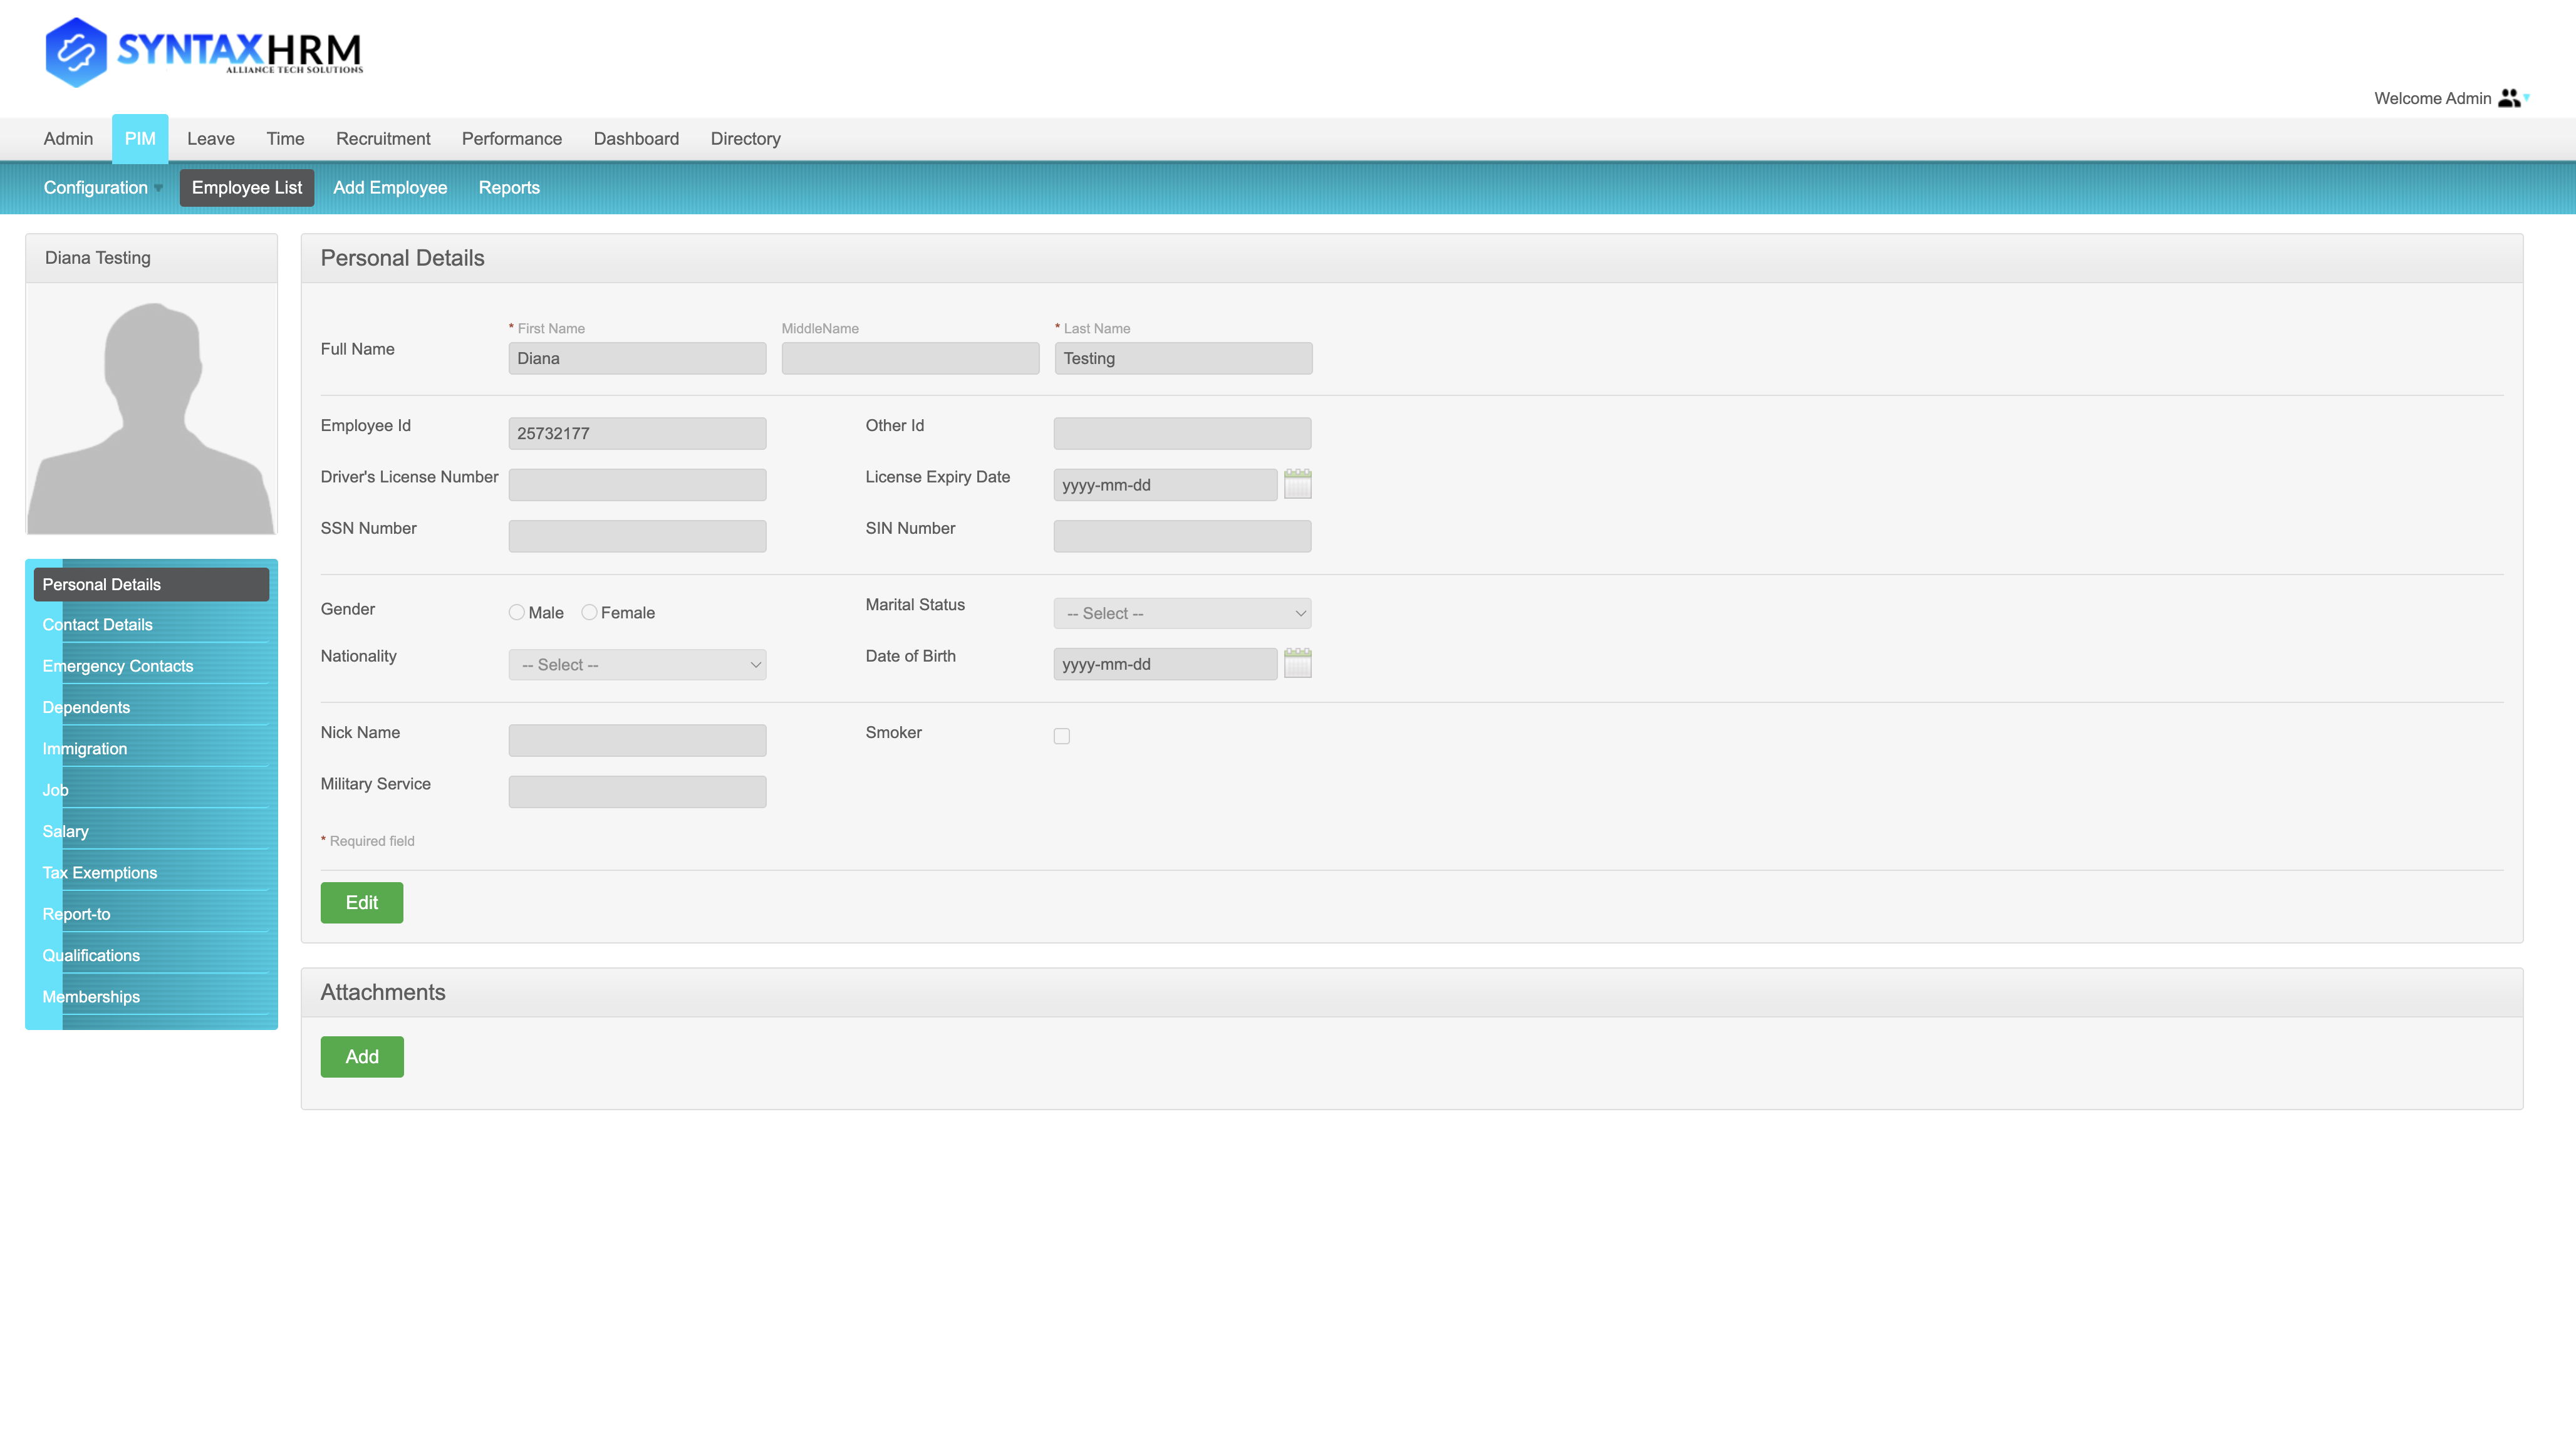 SYNTAXHRM
ALLIANCE TECH SOLUTIONS
Welcome Admin
Admin PIM Leave Time Recruitment Performance Dashboard Directory
Configuration Employee List Add Employee Reports
Diana Testing
Personal Details
Contact Details
Emergency Contacts
Dependents
Immigration
Job
Salary
Tax Exemptions
Report-to
Qualifications
Memberships
Personal Details
* First Name MiddleName * Last Name
Full Name Diana Testing
Employee Id 25732177 Other Id
Driver's License Number License Expiry Date yyyy-mm-dd
SSN Number SIN Number
Gender Male Female Marital Status -- Select --
Nationality -- Select -- Date of Birth yyyy-mm-dd
Nick Name Smoker
Military Service
* Required field
Edit
Attachments
Add